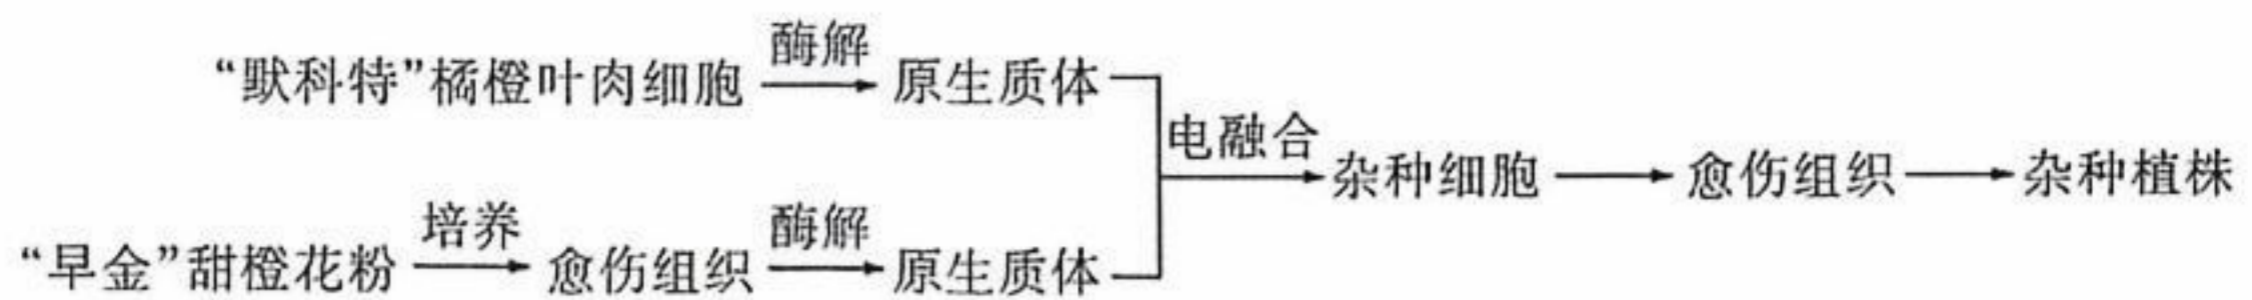 “默科特”橘橙叶肉细胞 酶解 原生质体
电融合 杂种细胞 愈伤组织 杂种植株
“早金”甜橙花粉 培养 愈伤组织 酶解 原生质体